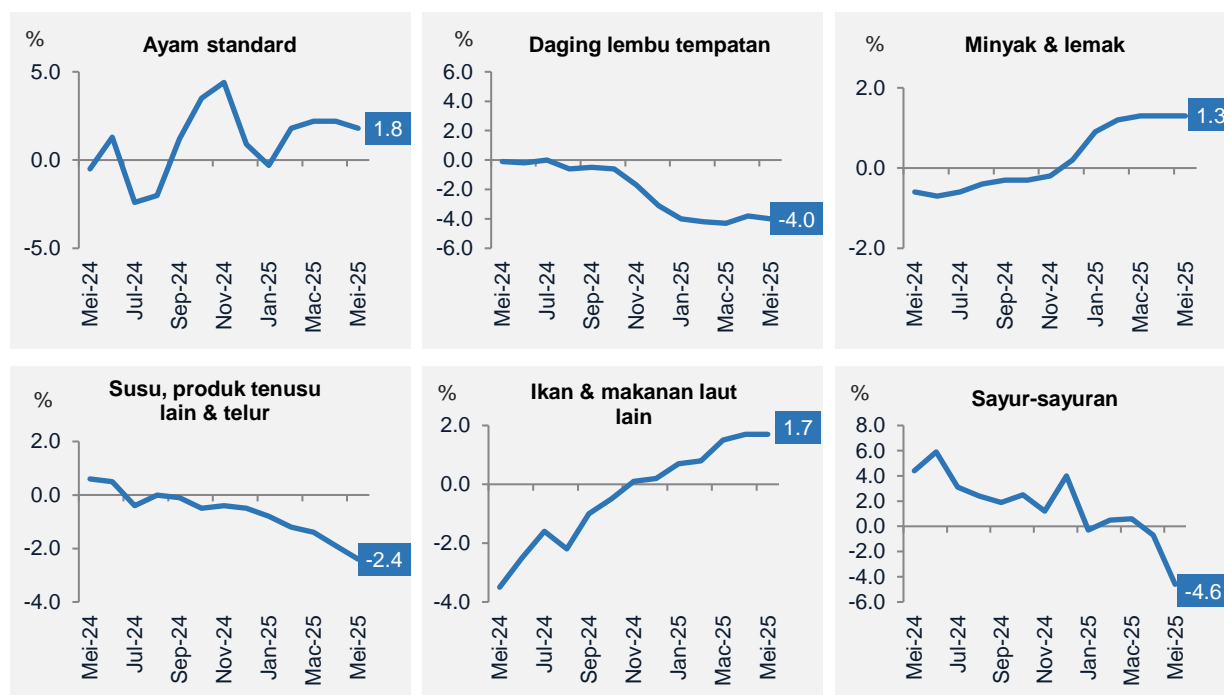 %
Ayam standard
5.0
0.0
-5.0
1.8
Mei-24
Jul-24
Sep-24
Nov-24
Jan-25
Mac-25
Mei-25
%
Daging lembu tempatan
6.0
4.0
2.0
0.0
-2.0
-4.0
-6.0
-4.0
Mei-24
Jul-24
Sep-24
Nov-24
Jan-25
Mac-25
Mei-25
%
Minyak & lemak
2.0
0.0
-2.0
1.3
Mei-24
Jul-24
Sep-24
Nov-24
Jan-25
Mac-25
Mei-25
%
Susu, produk tenusu
lain & telur
2.0
0.0
-2.0
-4.0
-2.4
Mei-24
Jul-24
Sep-24
Nov-24
Jan-25
Mac-25
Mei-25
%
Ikan & makanan laut
lain
2.0
0.0
-2.0
-4.0
1.7
Mei-24
Jul-24
Sep-24
Nov-24
Jan-25
Mac-25
Mei-25
%
Sayur-sayuran
8.0
6.0
4.0
2.0
0.0
-2.0
-4.0
-6.0
-4.6
Mei-24
Jul-24
Sep-24
Nov-24
Jan-25
Mac-25
Mei-25